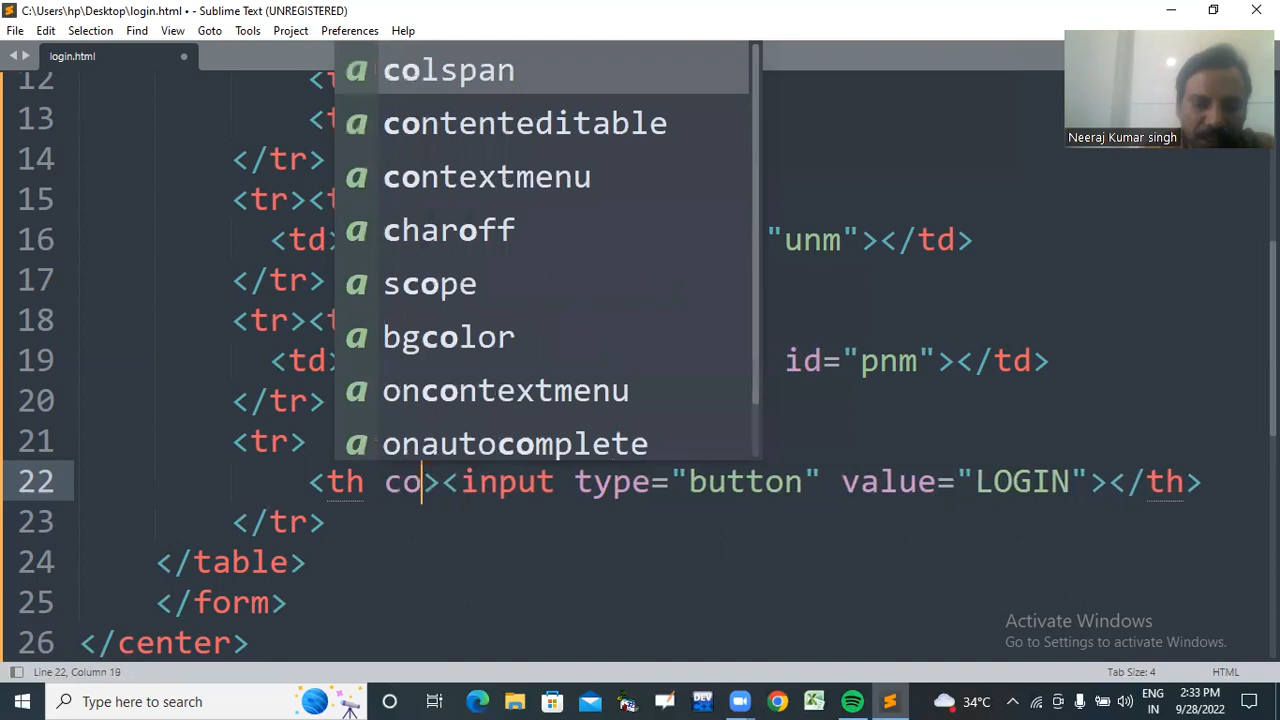 C:\Users\hp\Desktop\login.html • - Sublime Text (UNREGISTERED)
File Edit Selection Find View Goto Tools Project Preferences Help
login.html
12 <t
13 <t
14 </tr>
15 <tr><t
16 <td> "unm"></td>
17 </tr>
18 <tr><t
19 <td> id="pnm"></td>
20 </tr>
21 <tr>
22 <th co><input type="button" value="LOGIN"></th>
23 </tr>
24 </table>
25 </form>
26 </center>
a colspan
a contenteditable
a contextmenu
a charoff
a scope
a bgcolor
a oncontextmenu
a onautocomplete
Neeraj Kumar singh
Activate Windows
Go to Settings to activate Windows.
Line 22, Column 19
Tab Size: 4
HTML
Type here to search
DEV
34°C
ENG
IN
2:33 PM
9/28/2022